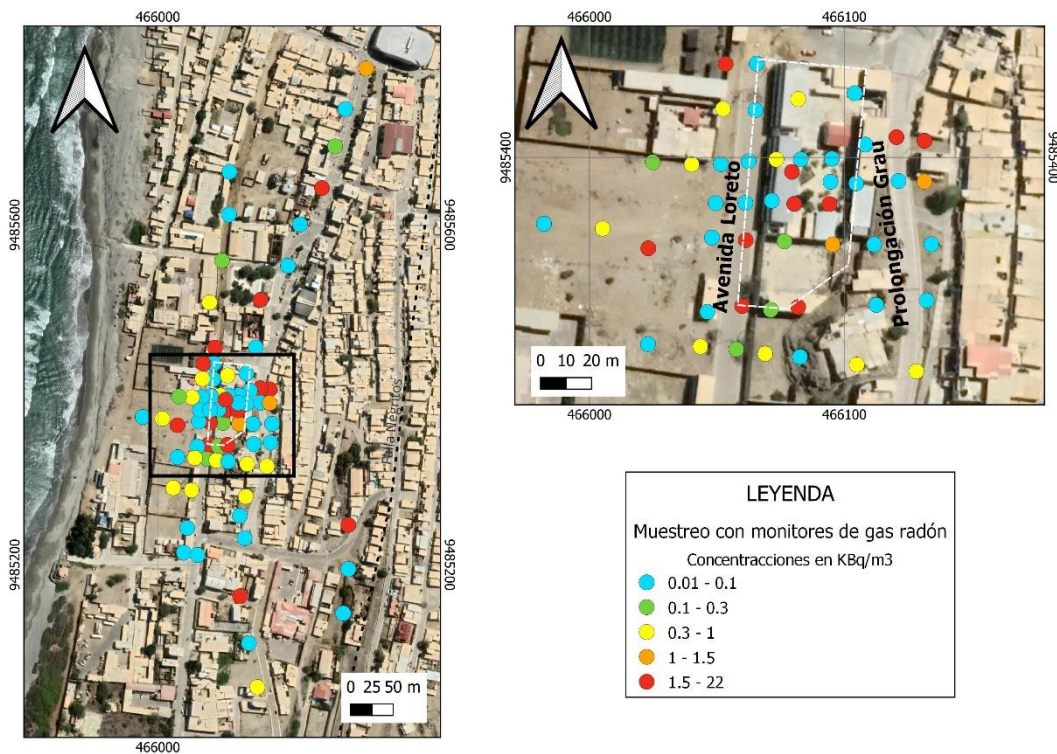 466000
9485600
9485600
Negritos
9485200
9485200
0 25 50 m
466000
466000
466100
9485400
9485400
Avenida Loreto
Prolongación Grau
0 10 20 m
466000
466100
LEYENDA
Muestreo con monitores de gas radón
Concentracciones en KBq/m3
0.01 - 0.1
0.1 - 0.3
0.3 - 1
1 - 1.5
1.5 - 22